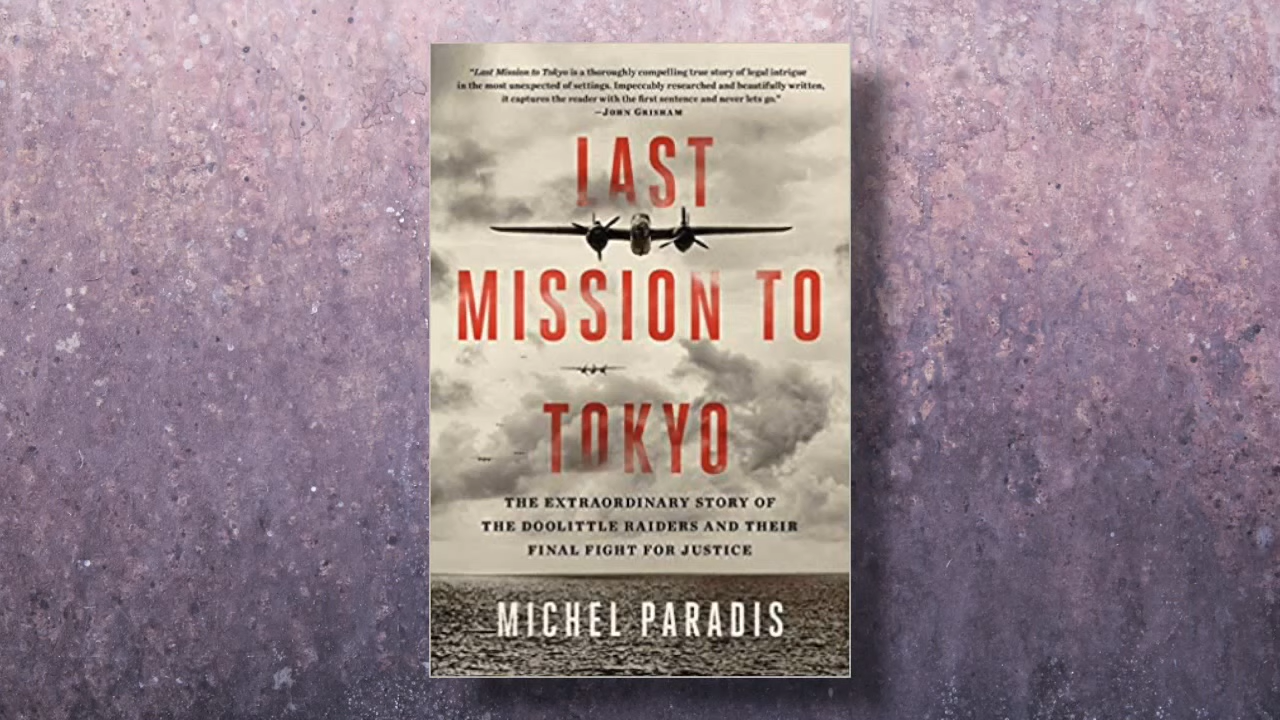 "Last Mission to Tokyo is a thoroughly compelling true story of legal intrigue
in the most unexpected of settings. Impeccably researched and beautifully written,
it captures the reader with the first sentence and never lets go."
—JOHN GRISHAM
LAST
MISSION TO
TOKYO
THE EXTRAORDINARY STORY OF
THE DOOLITTLE RAIDERS AND THEIR
FINAL FIGHT FOR JUSTICE
MICHEL PARADIS